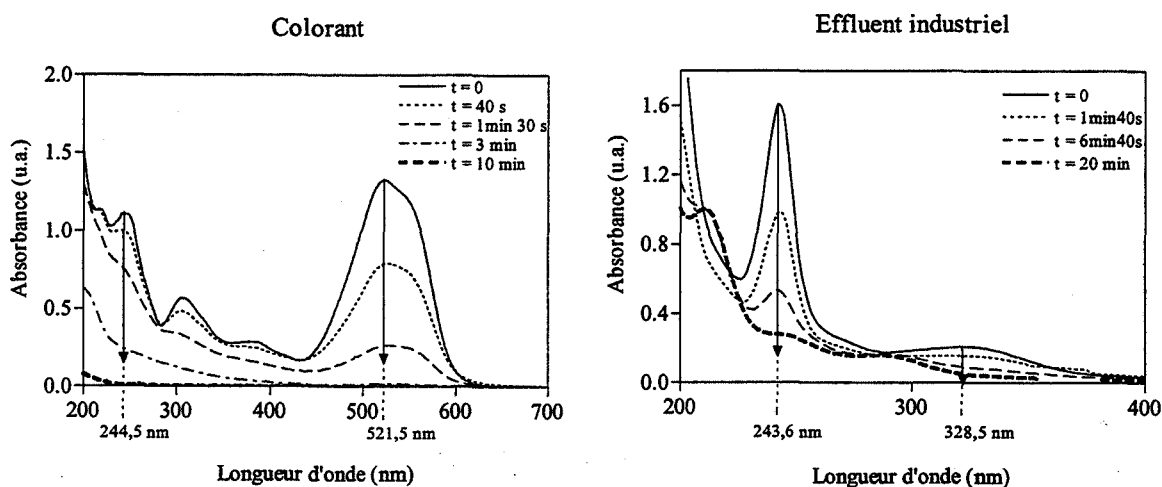 Colorant
Absorbance (u.a.)
2.0
1.5
1.0
0.5
0.0
t = 0
t = 40 s
t = 1min 30 s
t = 3 min
t = 10 min
200 300 400 500 600 700
244,5 nm 521,5 nm
Longueur d'onde (nm)
Effluent industriel
Absorbance (u.a.)
1.6
1.2
0.8
0.4
0.0
t = 0
t = 1min40s
t = 6min40s
t = 20 min
200 300 400
243,6 nm 328,5 nm
Longueur d'onde (nm)